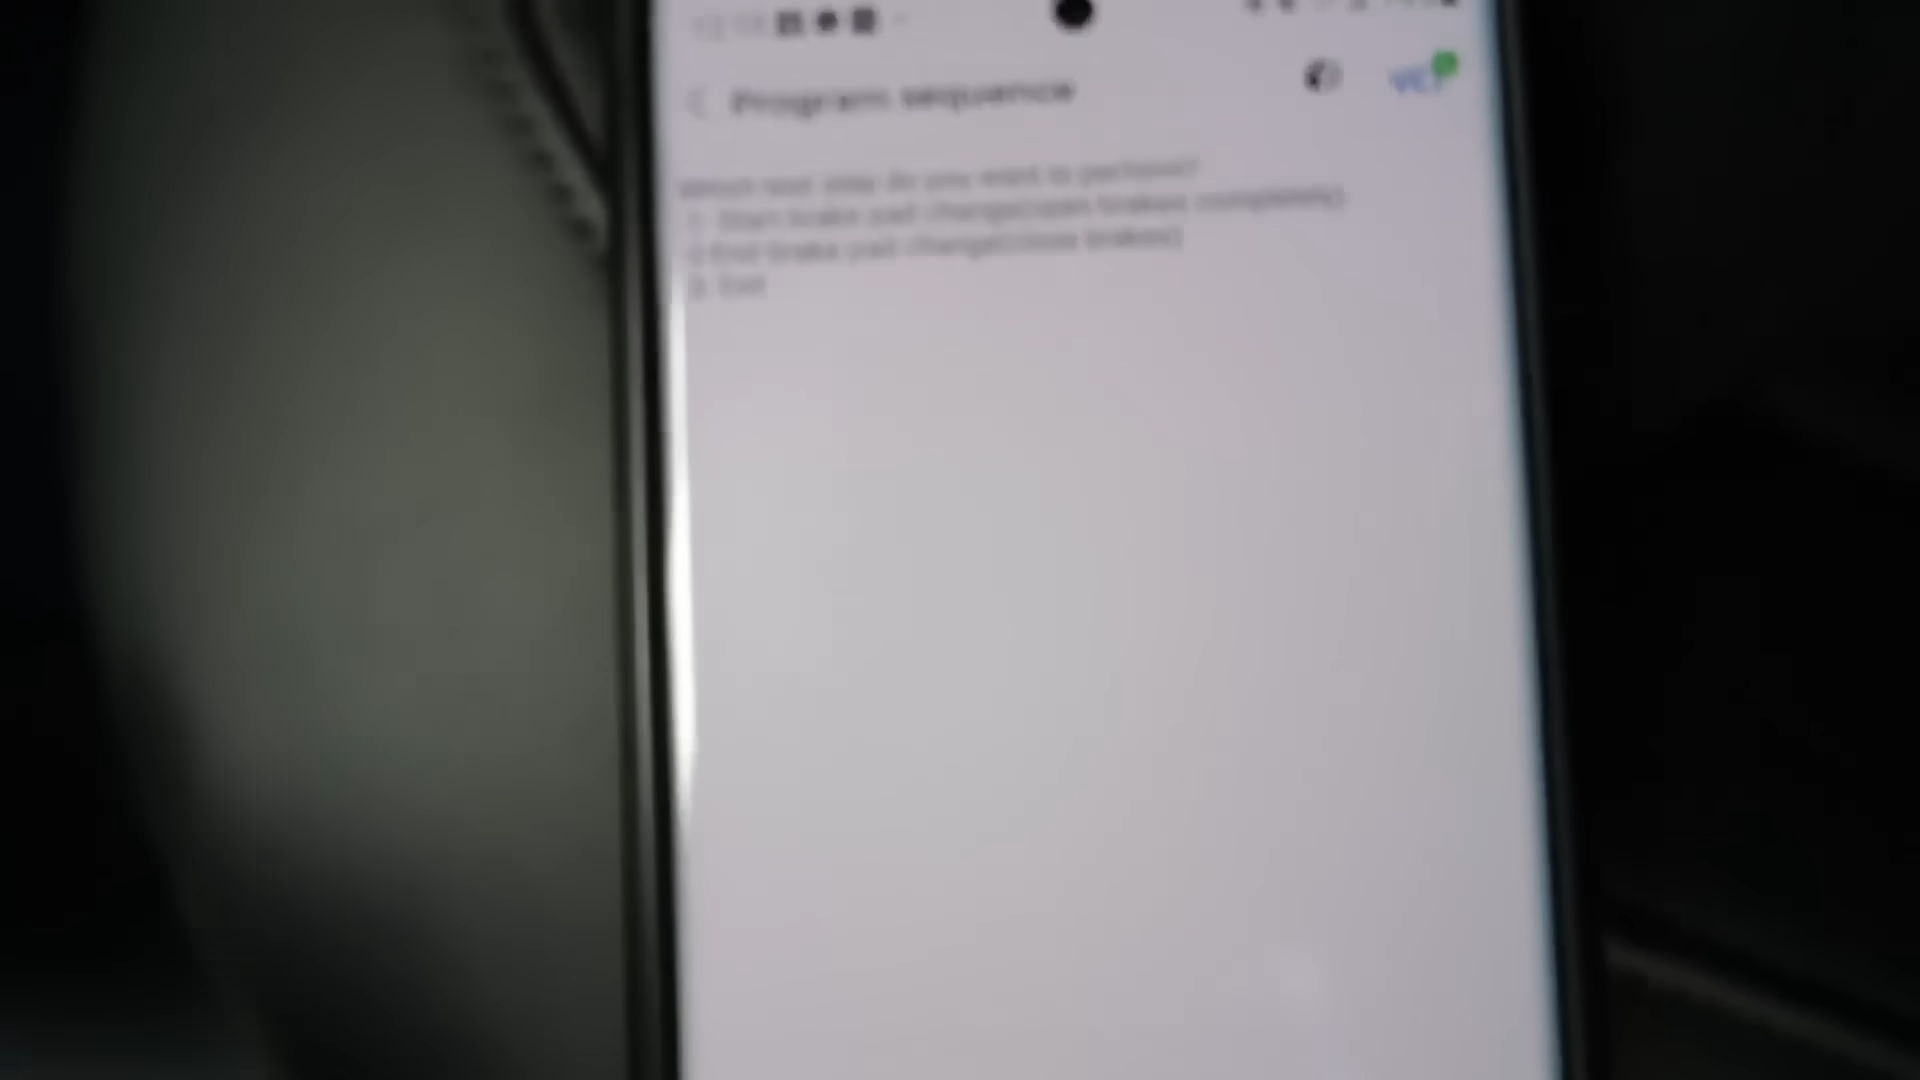 Program sequence
VCI
Which test step do you want to perform?
1. Start brake pad change(open brakes completely)
2.End brake pad change(close brakes)
3. Exit